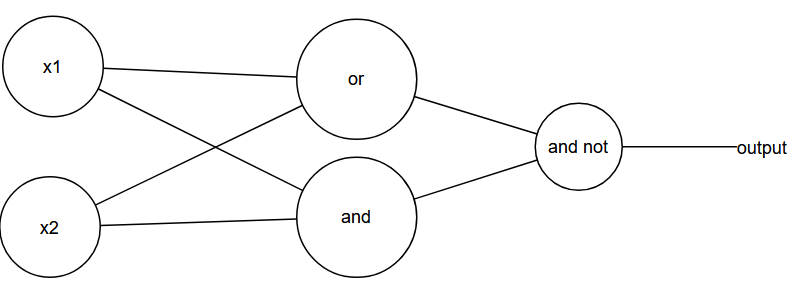 x1
or
x2
and
and not
output